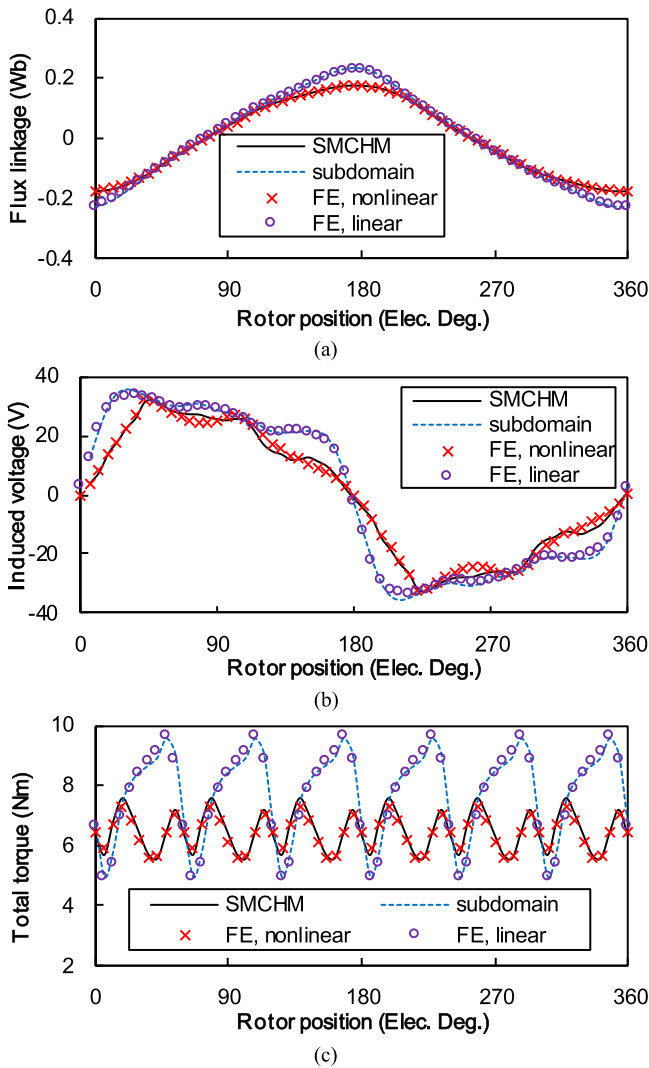 0.4
0.2
0
-0.2
-0.4
Flux linkage (Wb)
SMCHM
subdomain
FE, nonlinear
FE, linear
0 90 180 270 360
Rotor position (Elec. Deg.)
(a)
40
20
0
-20
-40
Induced voltage (V)
SMCHM
subdomain
FE, nonlinear
FE, linear
0 90 180 270 360
Rotor position (Elec. Deg.)
(b)
10
8
6
4
2
Total torque (Nm)
SMCHM subdomain
FE, nonlinear FE, linear
0 90 180 270 360
Rotor position (Elec. Deg.)
(c)